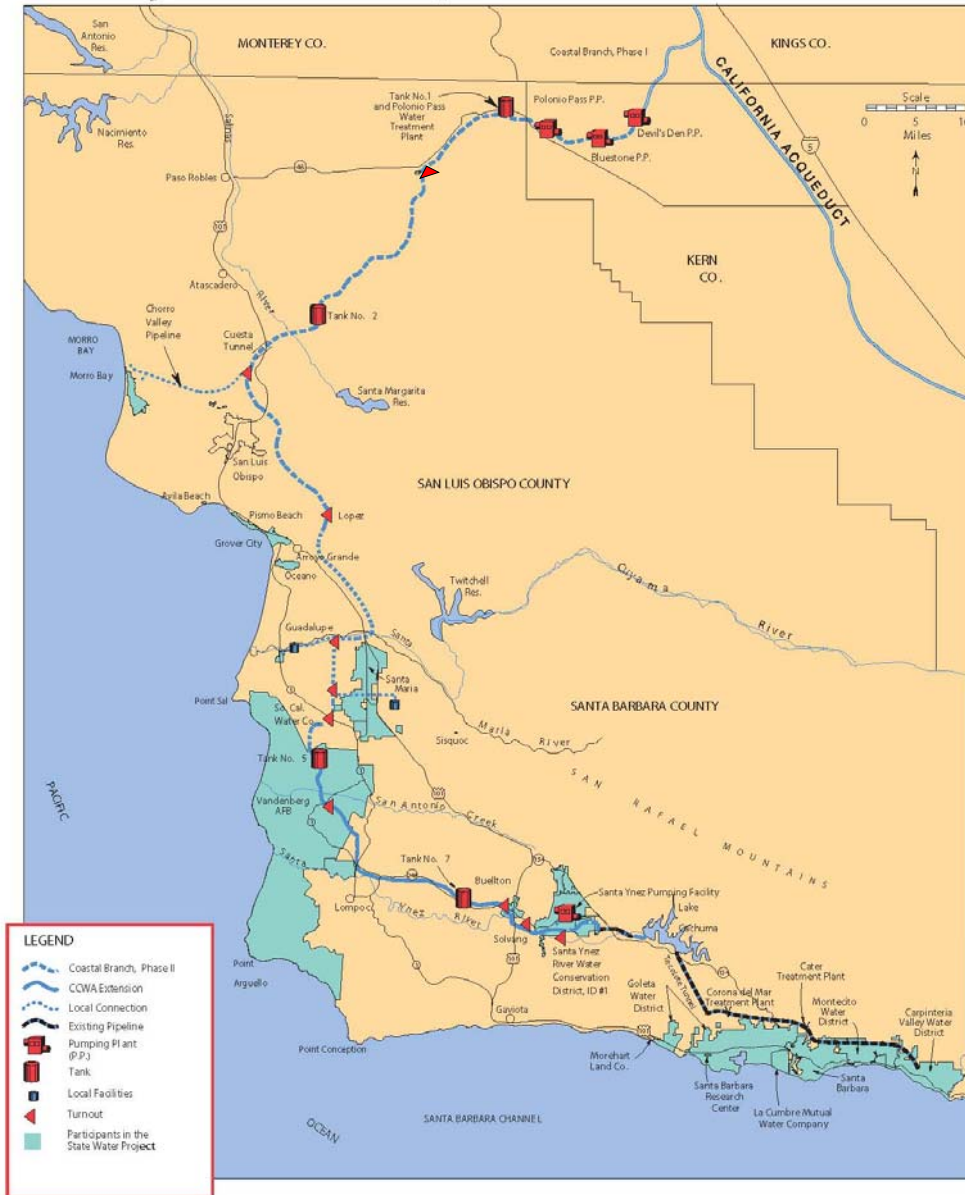 San
Antonio
Res.
MONTEREY CO.
Coastal Branch, Phase I
KINGS CO.
CALIFORNIA ACQUEDUCT
Scale
0 5 10
Miles
N
5
Nacimiento
Res.
Salinas
River
Tank No.1
and Polonio Pass
Water
Treatment
Plant
Polonio Pass P.P.
Devil's Den P.P.
Bluestone P.P.
Paso Robles
46
101
KERN
CO.
Atascadero
Tank No. 2
Chorro
Valley
Pipeline
Cuesta
Tunnel
MORRO
BAY
Morro Bay
Santa Margarita
Res.
San Luis
Obispo
SAN LUIS OBISPO COUNTY
Avila Beach
Pismo Beach
Lopez
Grover City
Arroyo Grande
Oceano
Twitchell
Res.
Cuyama
River
Guadalupe
Santa
Maria
River
Santa
Maria
Point Sal
So. Cal.
Water Co.
SANTA BARBARA COUNTY
Sisquoc
Tank No. 5
SAN RAFAEL MOUNTAINS
PACIFIC
OCEAN
Vandenberg
AFB
San Antonio
Creek
101
Santa
Ynez River
Tank No. 7
Buellton
154
Santa Ynez Pumping Facility
Lake
Cachuma
Lompoc
Solvang
Santa Ynez
River Water
Conservation
District, ID #1
101
Tecolote Tunnel
154
Cater
Treatment Plant
Goleta
Water
District
Corona del Mar
Treatment Plant
Montecito
Water
District
Carpinteria
Valley Water
District
Point
Arguello
Gaviota
101
Point Conception
Morehart
Land Co.
Santa Barbara
Research
Center
Santa
Barbara
La Cumbre Mutual
Water Company
SANTA BARBARA CHANNEL
LEGEND
Coastal Branch, Phase II
CCWA Extension
Local Connection
Existing Pipeline
Pumping Plant
(P.P.)
Tank
Local Facilities
Turnout
Participants in the
State Water Project